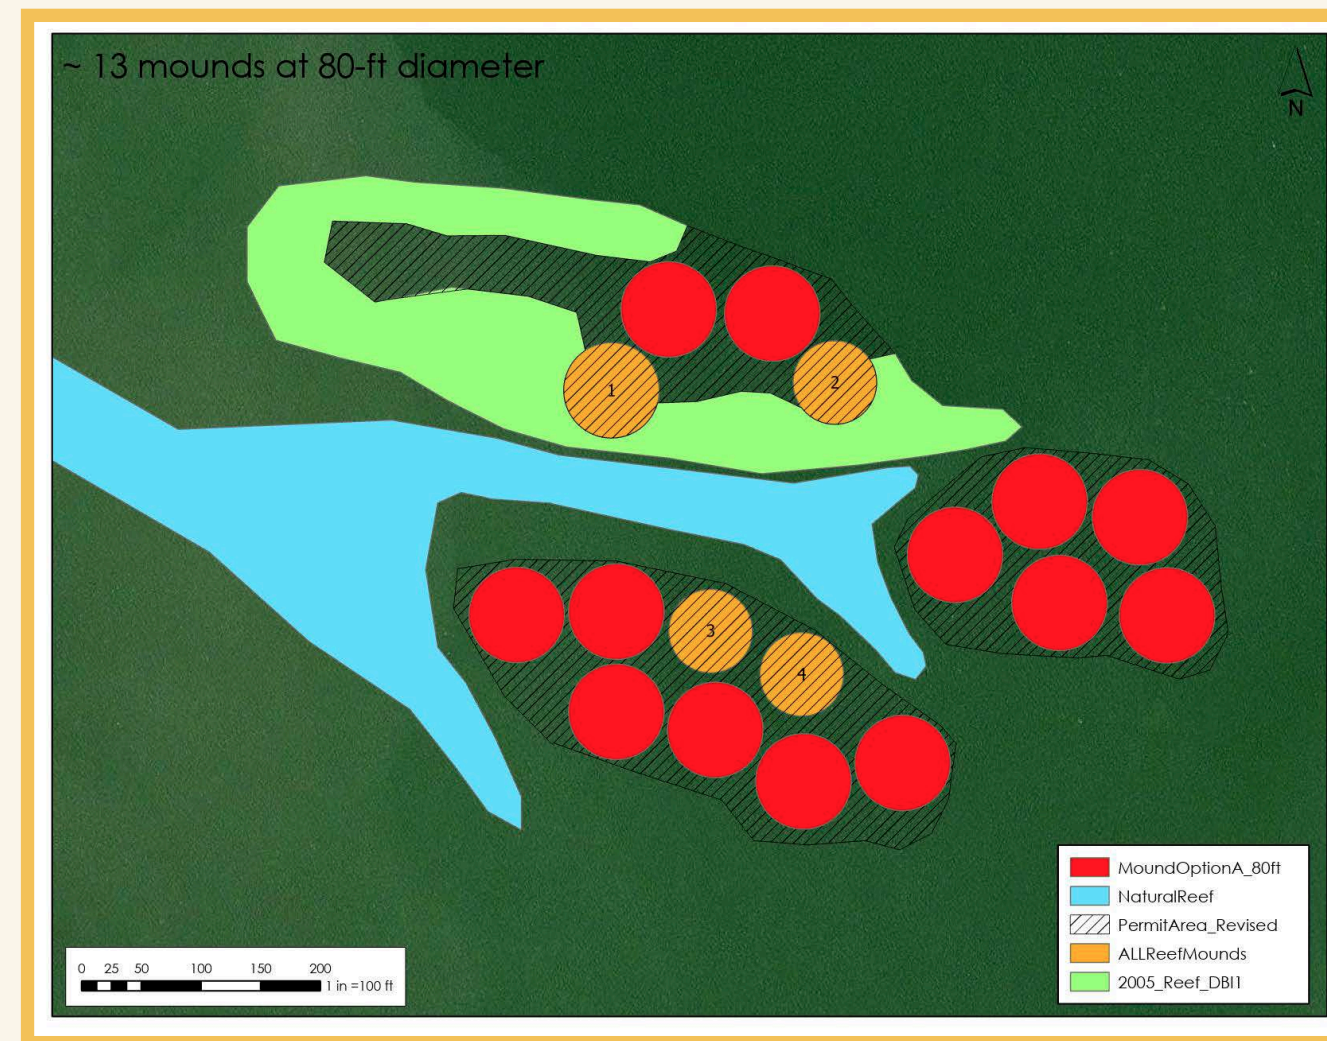 ~ 13 mounds at 80-ft diameter
N
1
2
3
4
MoundOptionA_80ft
NaturalReef
PermitArea_Revised
ALLReefMounds
2005_Reef_DBI1
0 25 50 100 150 200
1 in =100 ft